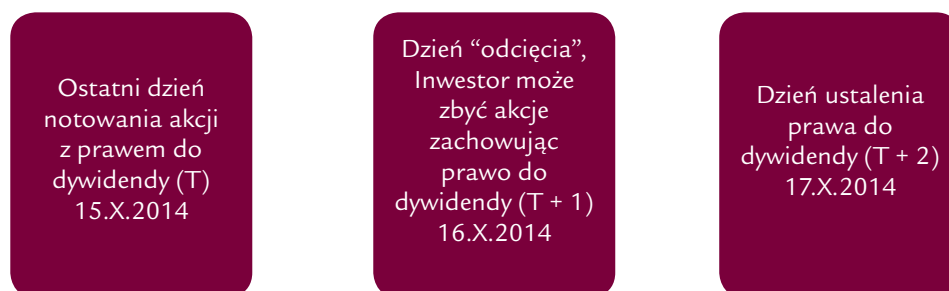 Ostatni dzień
notowania akcji
z prawem do
dywidendy (T)
15.X.2014
Dzień “odcięcia”,
Inwestor może
zbyć akcje
zachowując
prawo do
dywidendy (T + 1)
16.X.2014
Dzień ustalenia
prawa do
dywidendy (T + 2)
17.X.2014